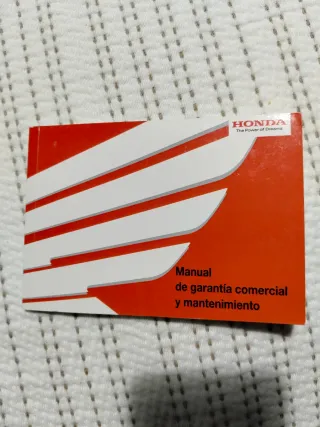 HONDA
The Power of Dreams
Manual
de garantía comercial
y mantenimiento